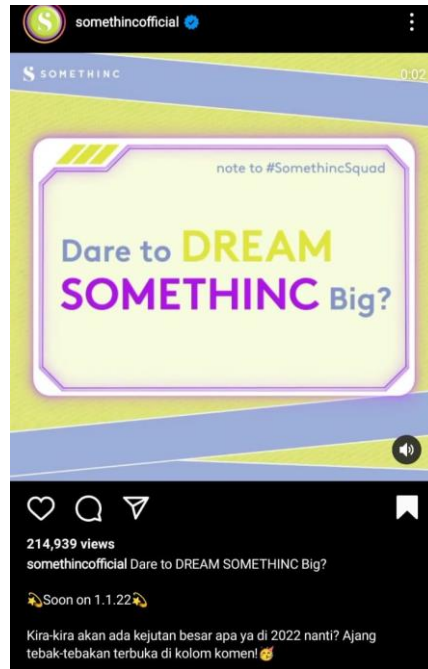 somethincofficial
S SOMETHINC
0:02
note to #SomethincSquad
Dare to DREAM
SOMETHINC Big?
214,939 views
somethincofficial Dare to DREAM SOMETHINC Big?
💫Soon on 1.1.22💫
Kira-kira akan ada kejutan besar apa ya di 2022 nanti? Ajang
tebak-tebakan terbuka di kolom komen!🥳